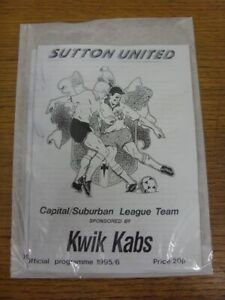 SUTTON UNITED
Capital/Suburban League Team
SPONSORED BY
Kwik Kabs
Official programme 1995/6 Price 20p